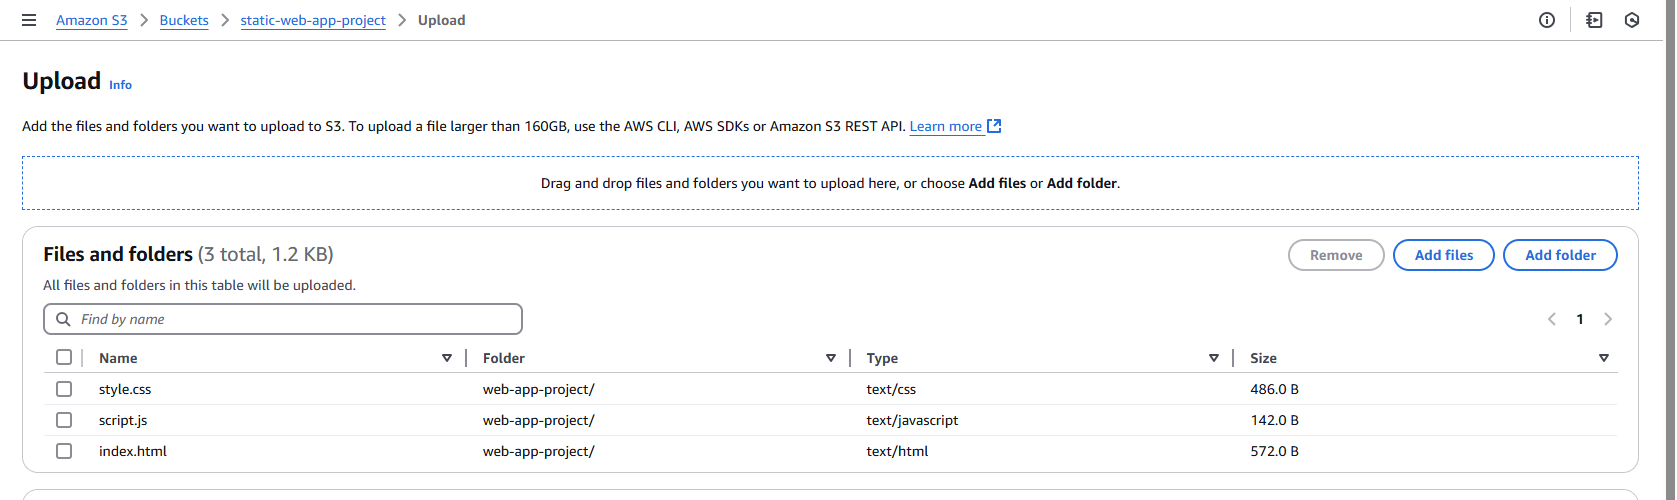 Amazon S3 > Buckets > static-web-app-project > Upload
Upload Info
Add the files and folders you want to upload to S3. To upload a file larger than 160GB, use the AWS CLI, AWS SDKs or Amazon S3 REST API. Learn more
Drag and drop files and folders you want to upload here, or choose Add files or Add folder.
Files and folders (3 total, 1.2 KB)
Remove Add files Add folder
All files and folders in this table will be uploaded.
Find by name
1
Name Folder Type Size
style.css web-app-project/ text/css 486.0 B
script.js web-app-project/ text/javascript 142.0 B
index.html web-app-project/ text/html 572.0 B